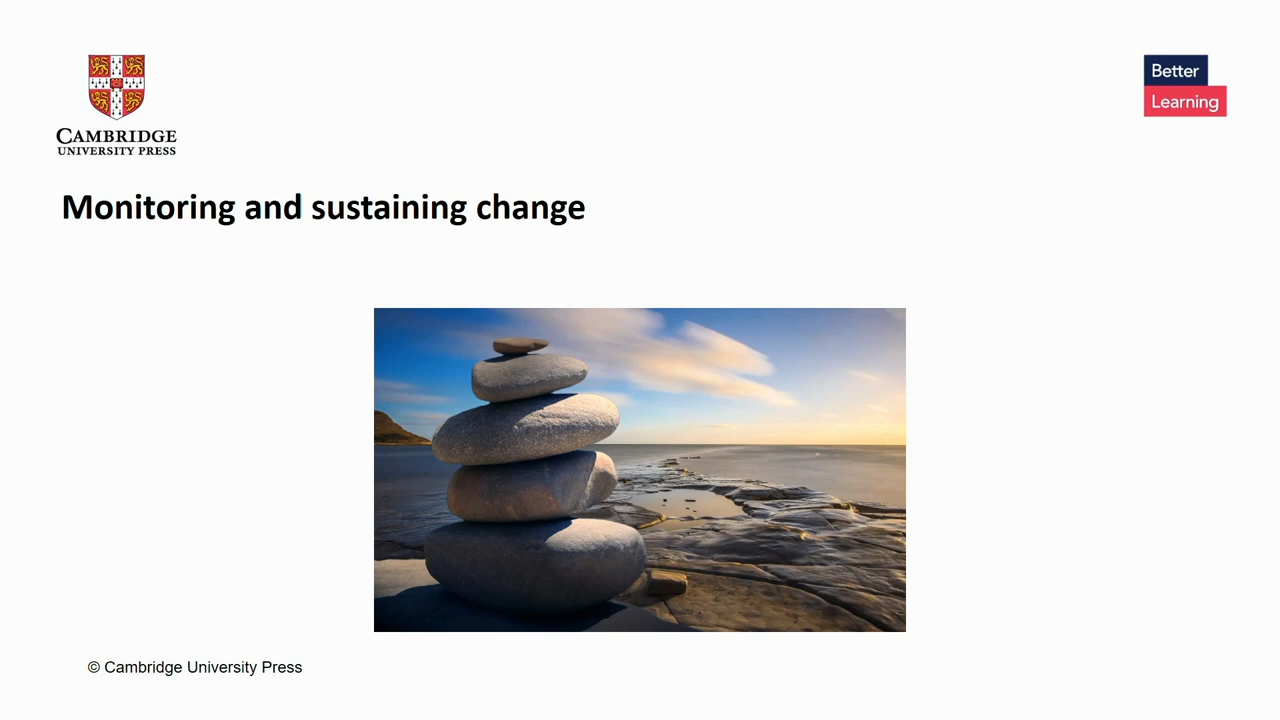 Better
Learning
CAMBRIDGE
UNIVERSITY PRESS
Monitoring and sustaining change
© Cambridge University Press